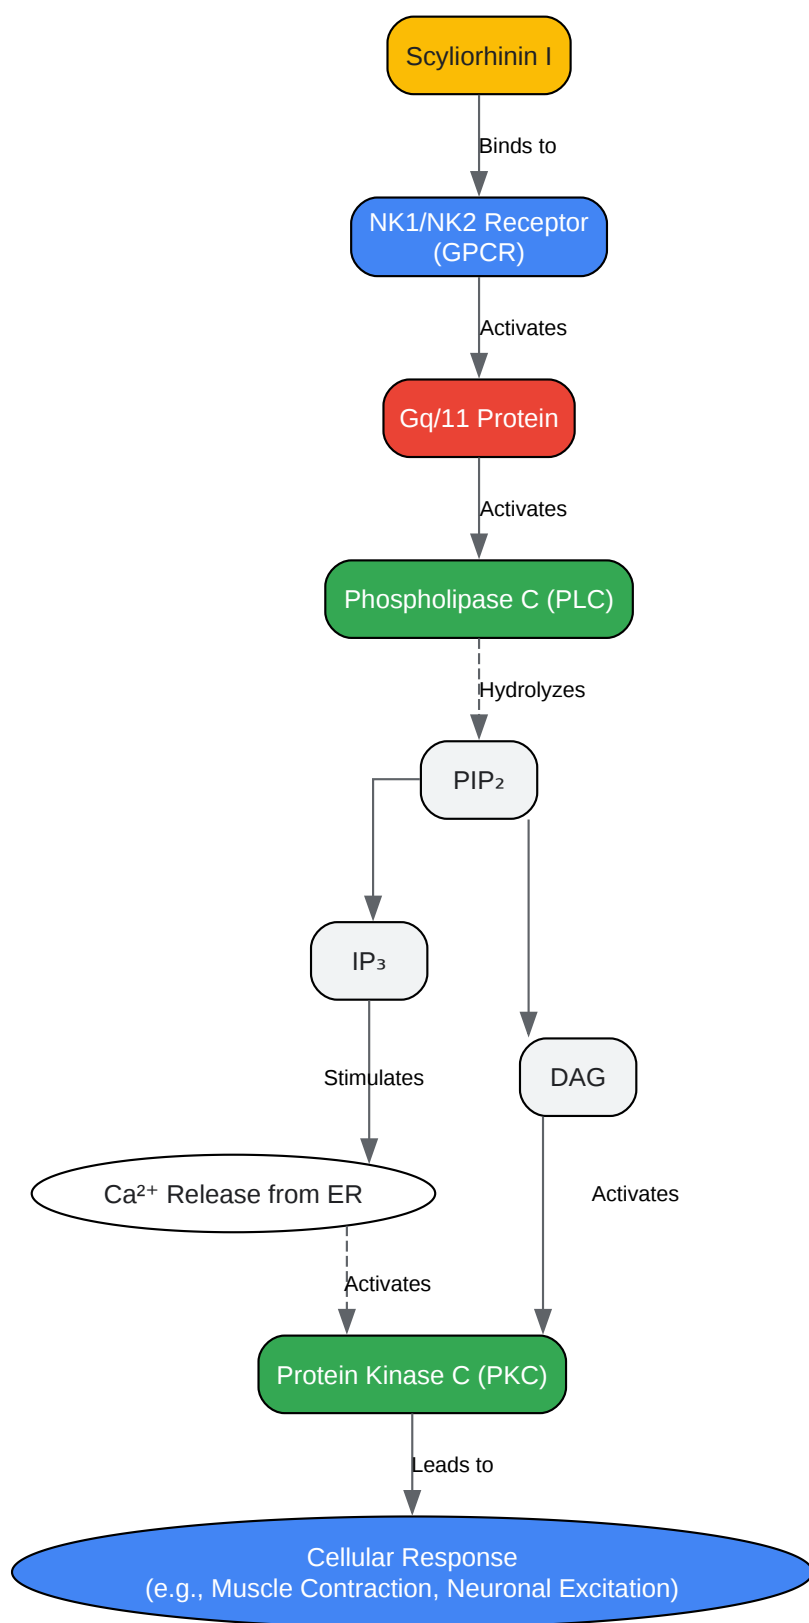 Scyliorhinin I
Binds to
NK1/NK2 Receptor
(GPCR)
Activates
Gq/11 Protein
Activates
Phospholipase C (PLC)
Hydrolyzes
PIP₂
IP₃
Stimulates
DAG
Ca²⁺ Release from ER
Activates
Activates
Protein Kinase C (PKC)
Leads to
Cellular Response
(e.g., Muscle Contraction, Neuronal Excitation)